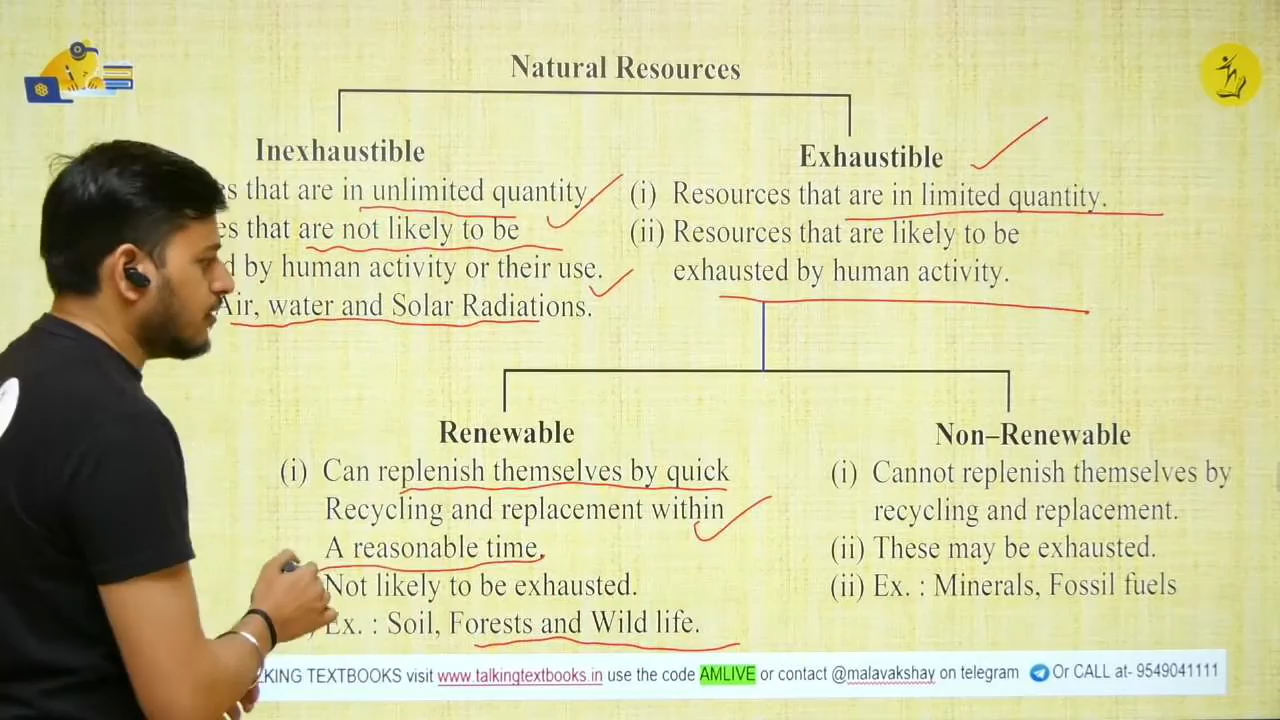 Natural Resources
Inexhaustible
s that are in unlimited quantity
s that are not likely to be
d by human activity or their use.
Air, water and Solar Radiations.
Exhaustible
(i) Resources that are in limited quantity.
(ii) Resources that are likely to be
exhausted by human activity.
Renewable
(i) Can replenish themselves by quick
Recycling and replacement within
A reasonable time.
Not likely to be exhausted.
Ex. : Soil, Forests and Wild life.
Non–Renewable
(i) Cannot replenish themselves by
recycling and replacement.
(ii) These may be exhausted.
(ii) Ex. : Minerals, Fossil fuels
KING TEXTBOOKS visit www.talkingtextbooks.in use the code AMLIVE or contact @malavakshay on telegram Or CALL at- 9549041111